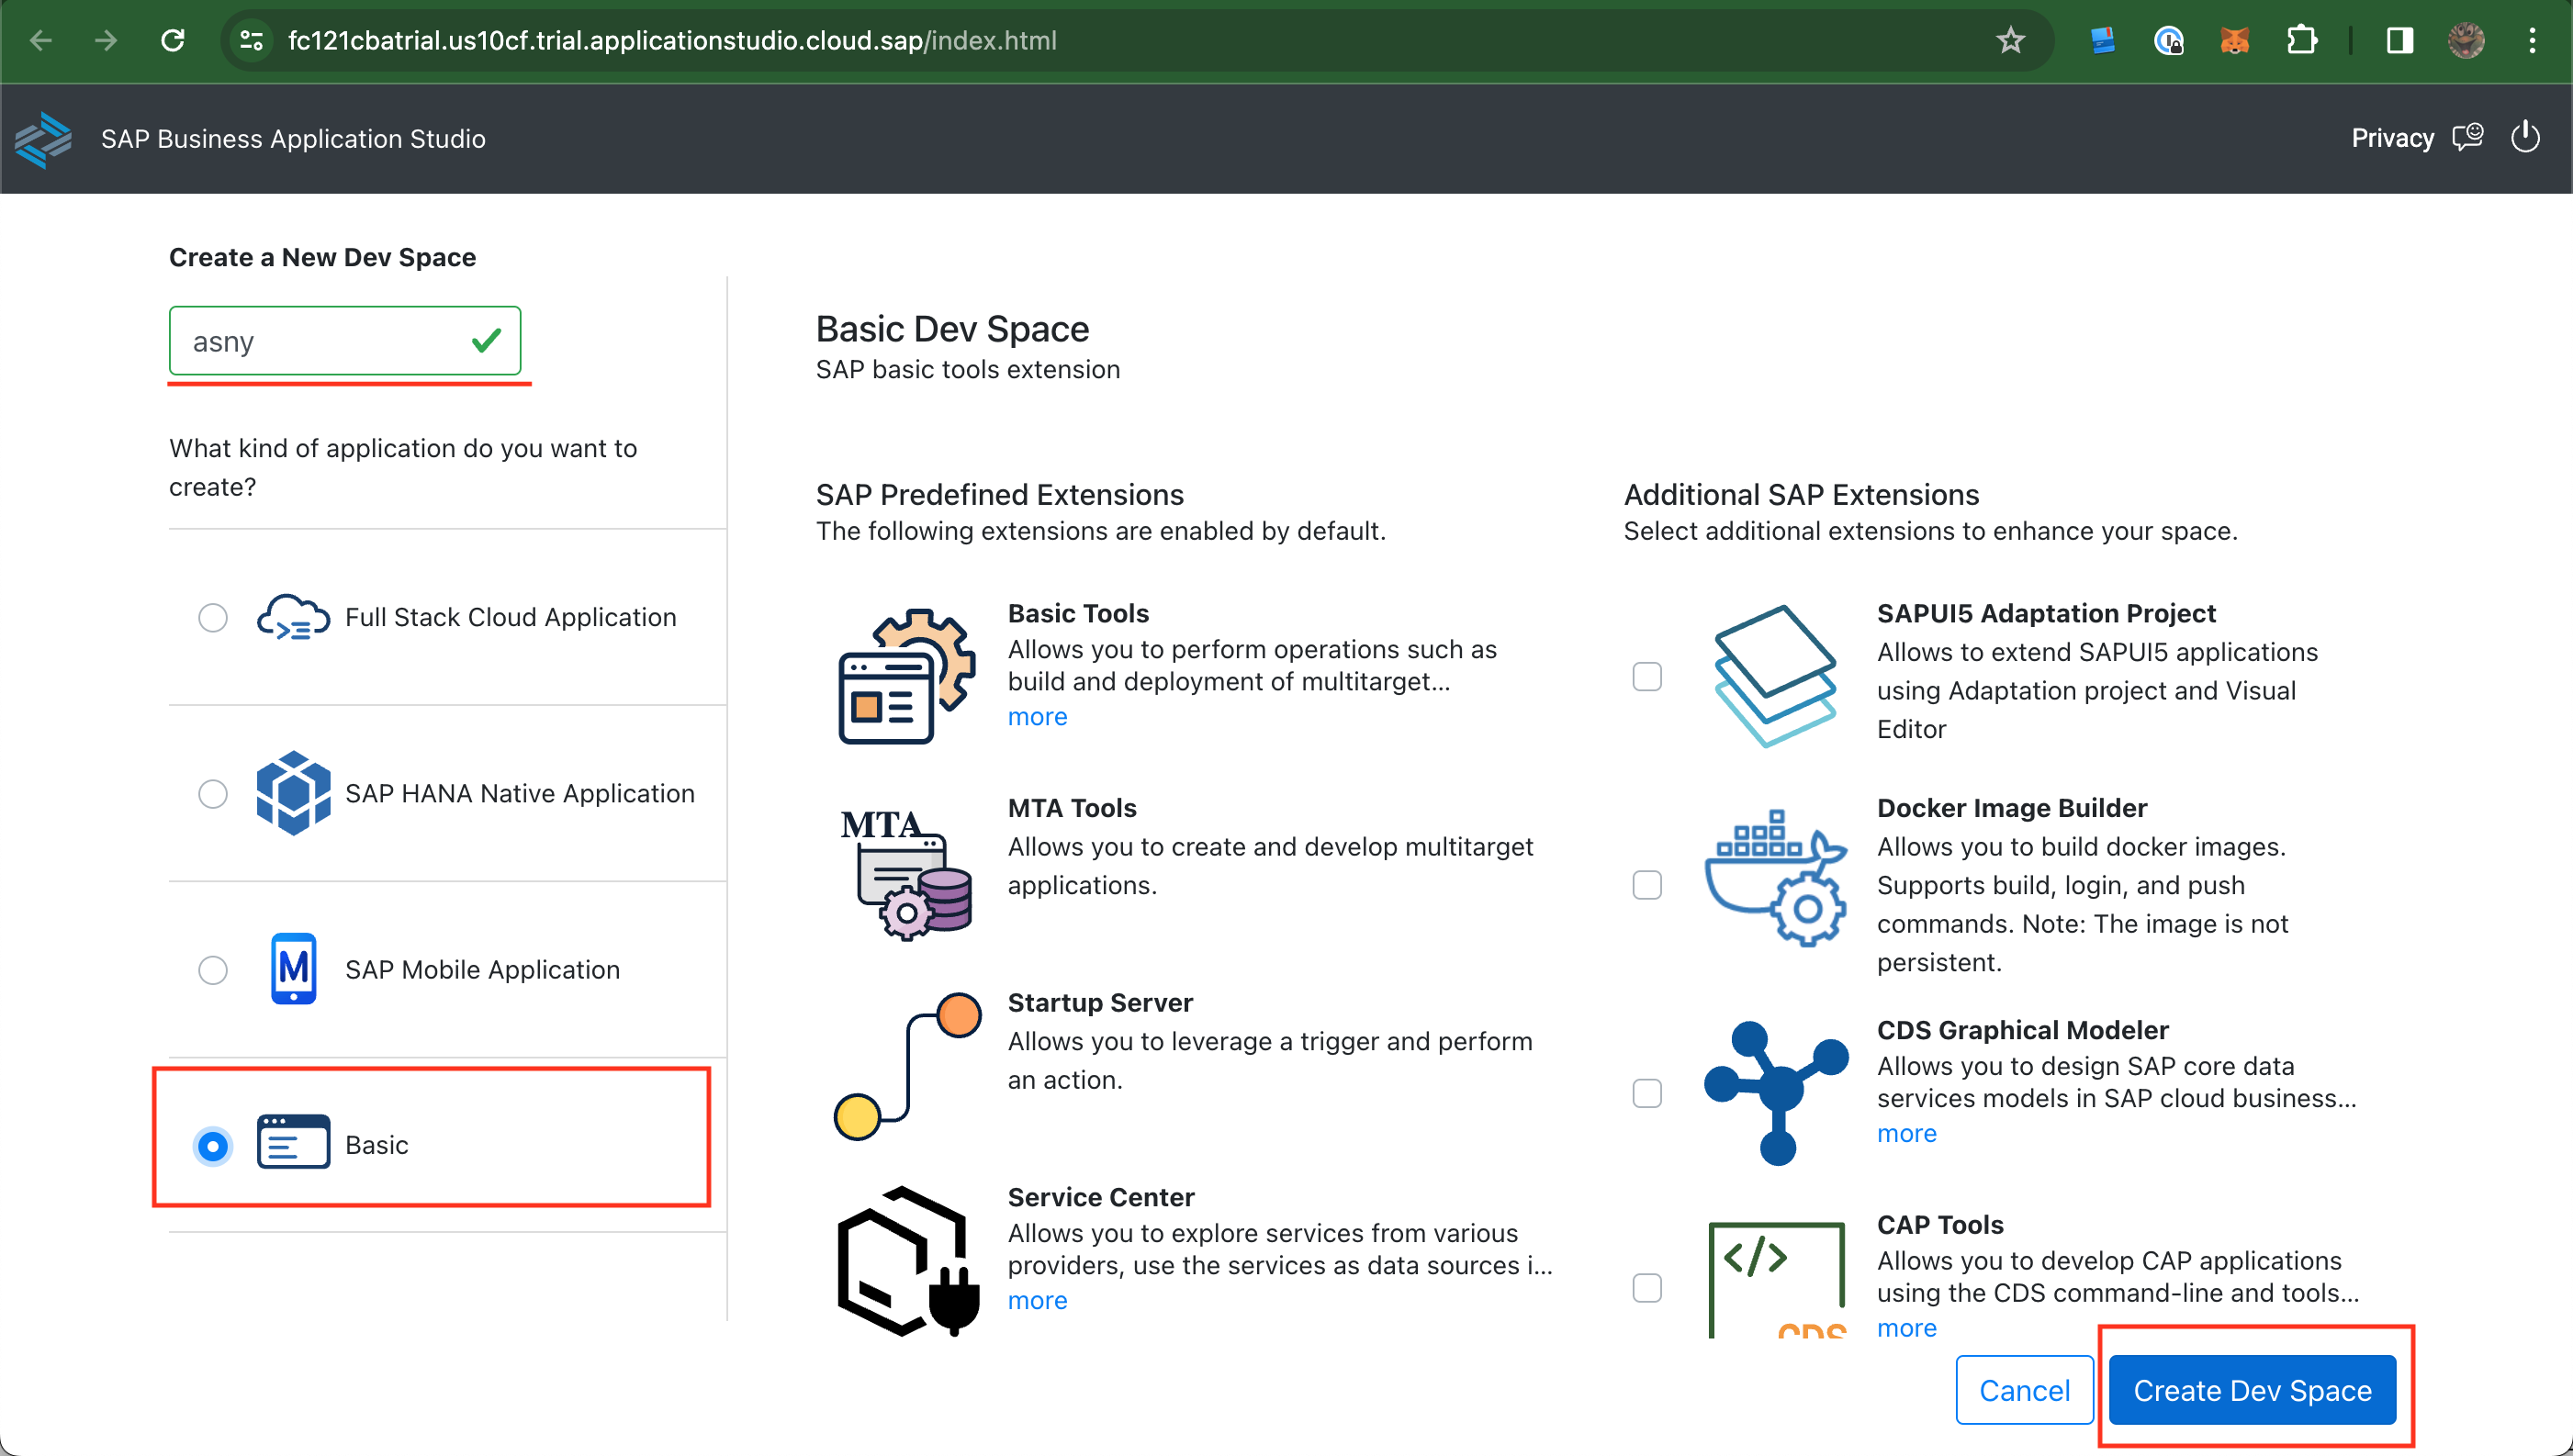 fc121cbatrial.us10cf.trial.applicationstudio.cloud.sap/index.html
SAP Business Application Studio
Privacy
Create a New Dev Space
asny
What kind of application do you want to
create?
Full Stack Cloud Application
SAP HANA Native Application
M
SAP Mobile Application
Basic
Basic Dev Space
SAP basic tools extension
SAP Predefined Extensions
The following extensions are enabled by default.
Basic Tools
Allows you to perform operations such as
build and deployment of multitarget...
more
MTA
MTA Tools
Allows you to create and develop multitarget
applications.
Startup Server
Allows you to leverage a trigger and perform
an action.
Service Center
Allows you to explore services from various
providers, use the services as data sources i...
more
Additional SAP Extensions
Select additional extensions to enhance your space.
SAPUI5 Adaptation Project
Allows to extend SAPUI5 applications
using Adaptation project and Visual
Editor
Docker Image Builder
Allows you to build docker images.
Supports build, login, and push
commands. Note: The image is not
persistent.
CDS Graphical Modeler
Allows you to design SAP core data
services models in SAP cloud business...
more
</>
CDS
CAP Tools
Allows you to develop CAP applications
using the CDS command-line and tools...
more
Cancel
Create Dev Space